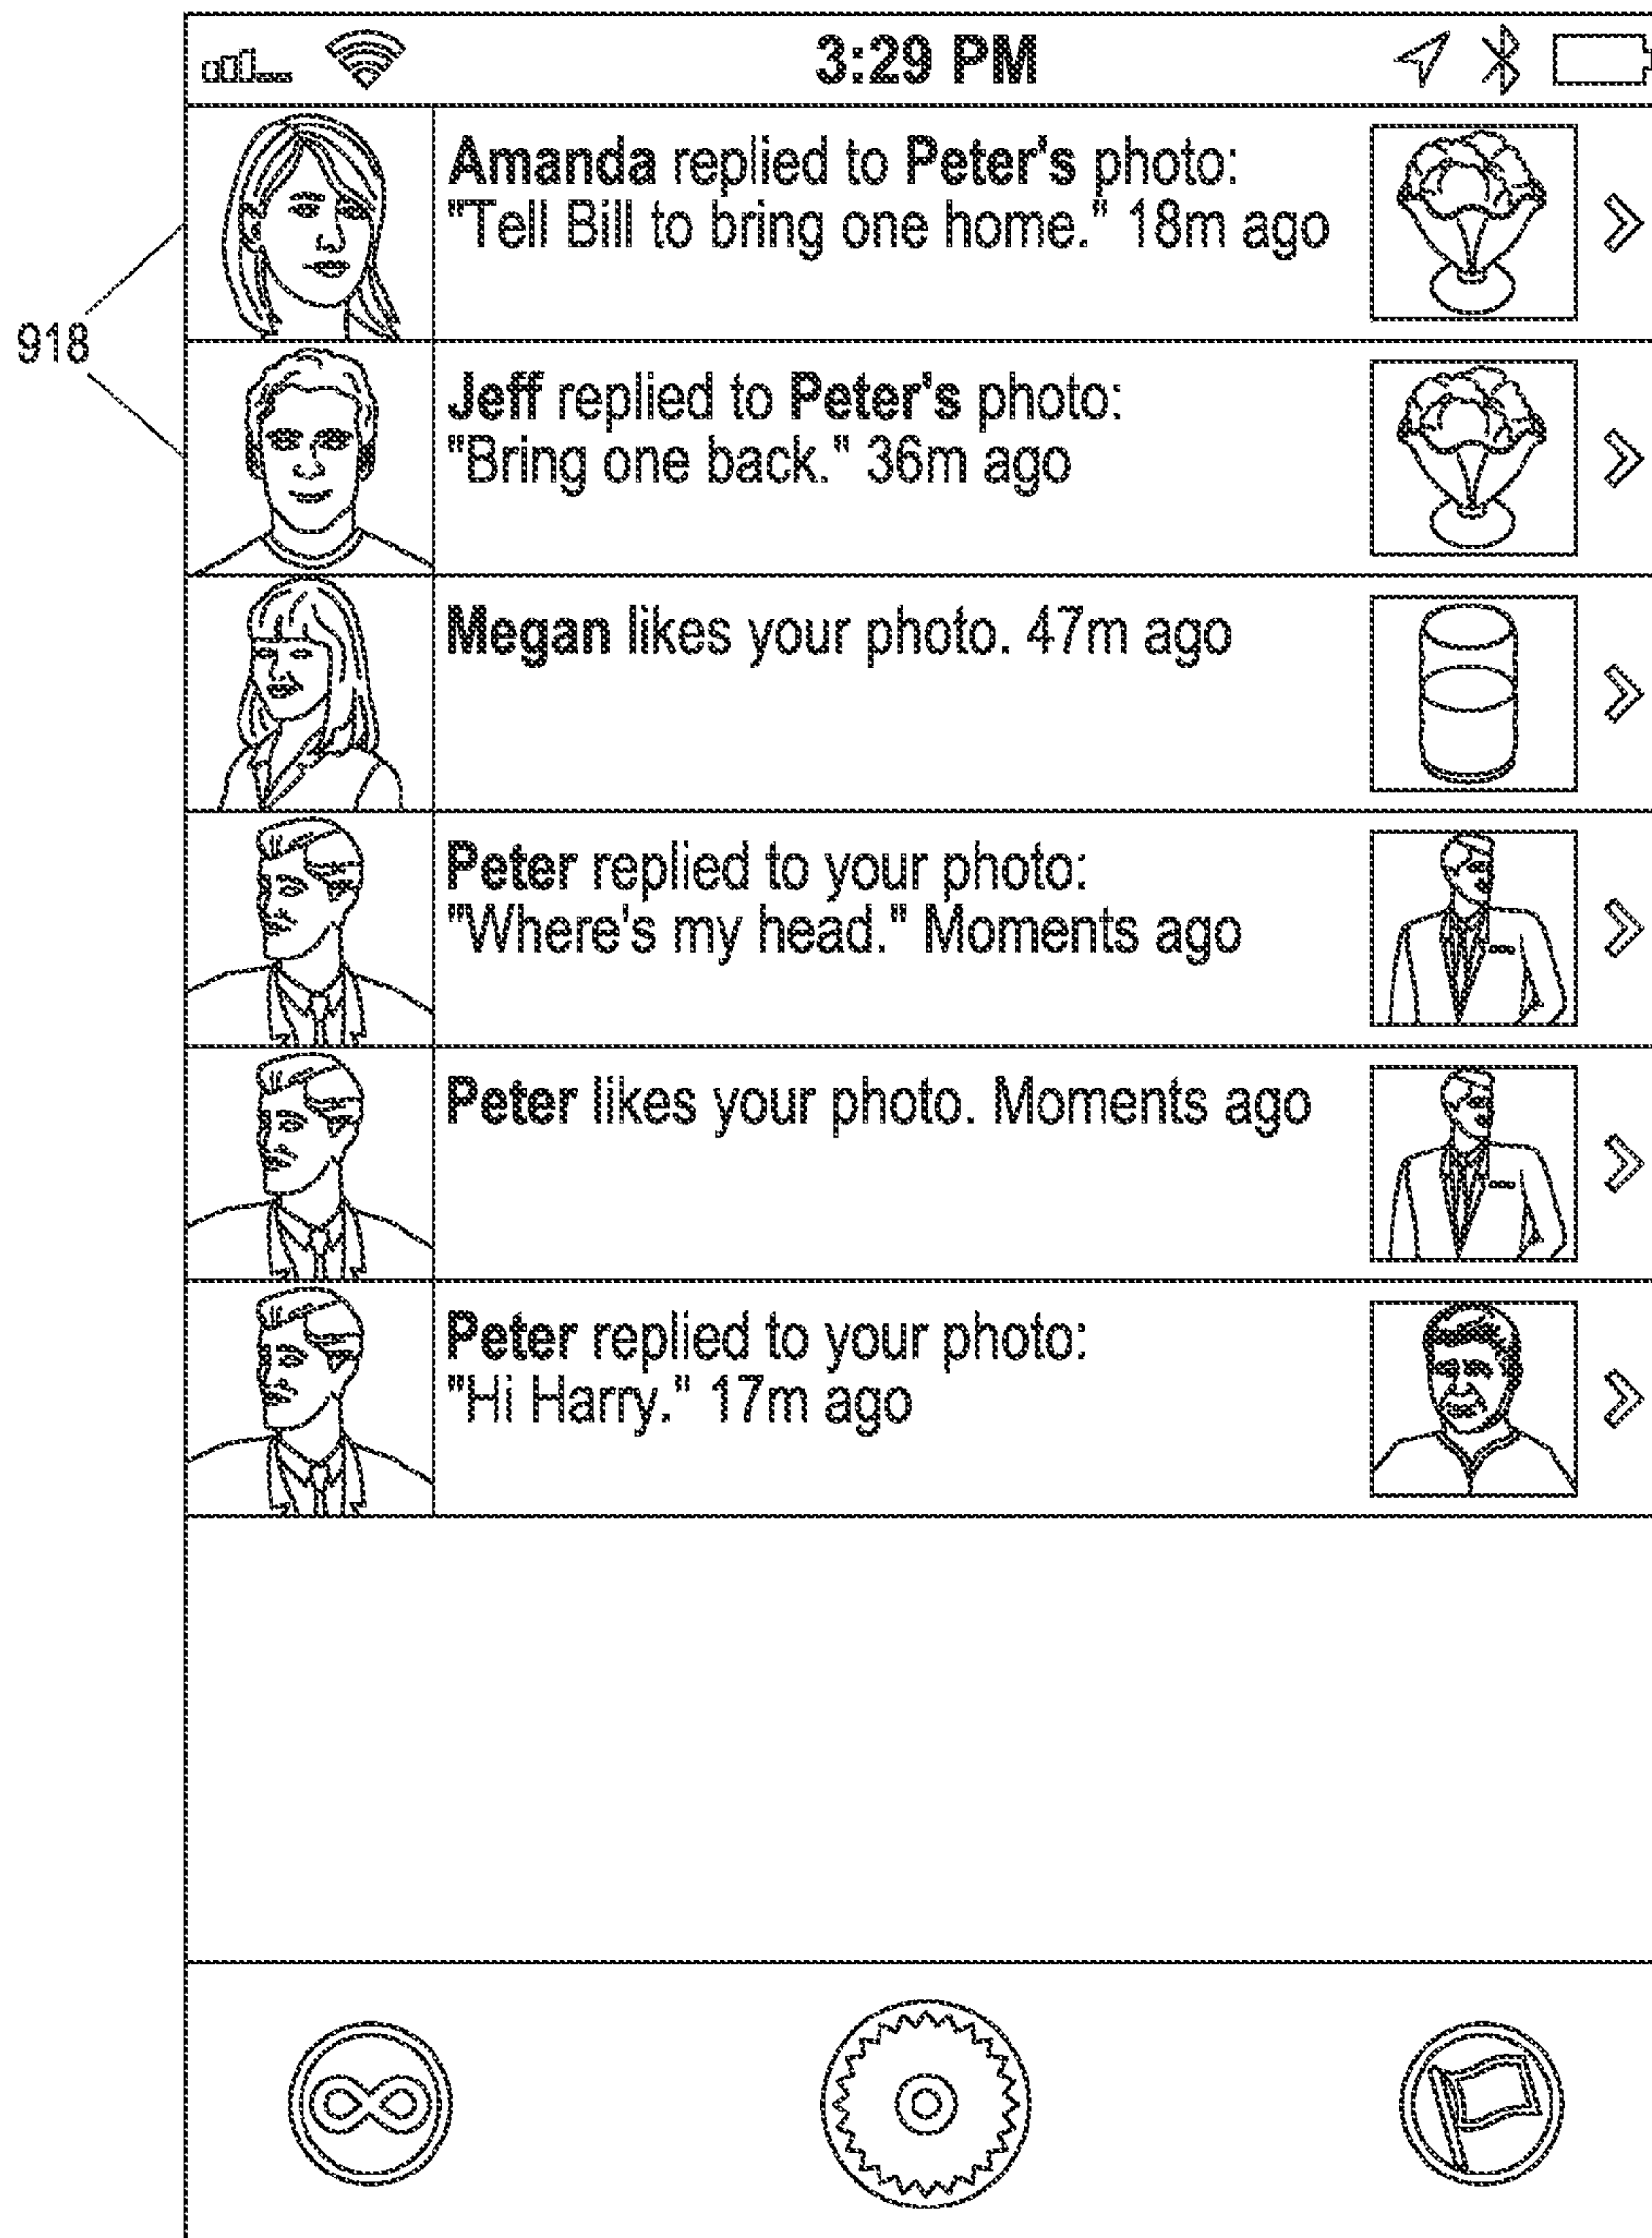 3:29 PM
Amanda replied to Peter's photo:
"Tell Bill to bring one home." 18m ago
918
Jeff replied to Peter's photo:
"Bring one back." 36m ago
Megan likes your photo. 47m ago
Peter replied to your photo:
"Where's my head." Moments ago
Peter likes your photo. Moments ago
Peter replied to your photo:
"Hi Harry." 17m ago